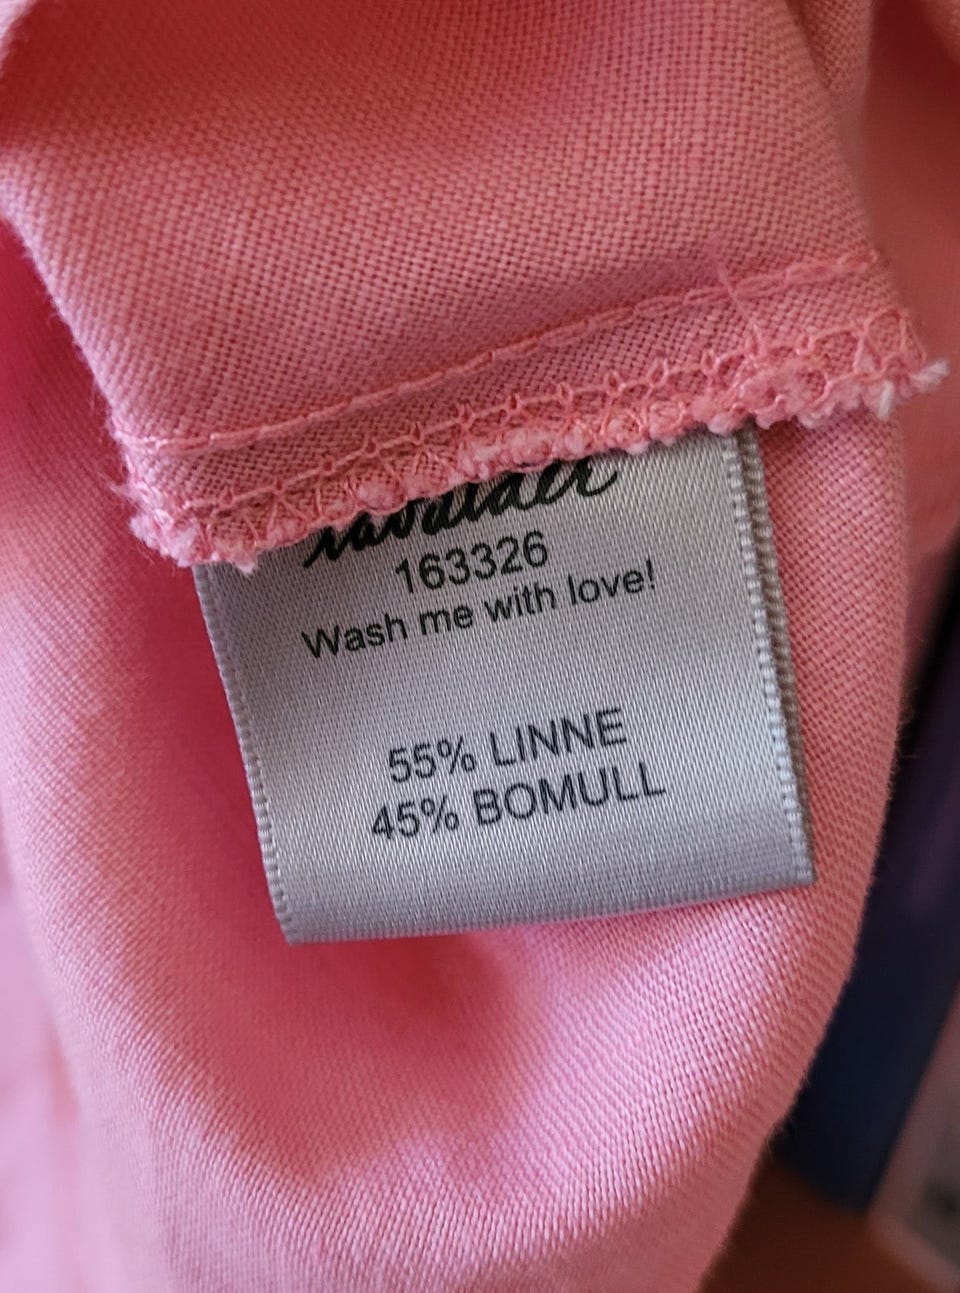 163326
Wash me with love!
55% LINNE
45% BOMULL